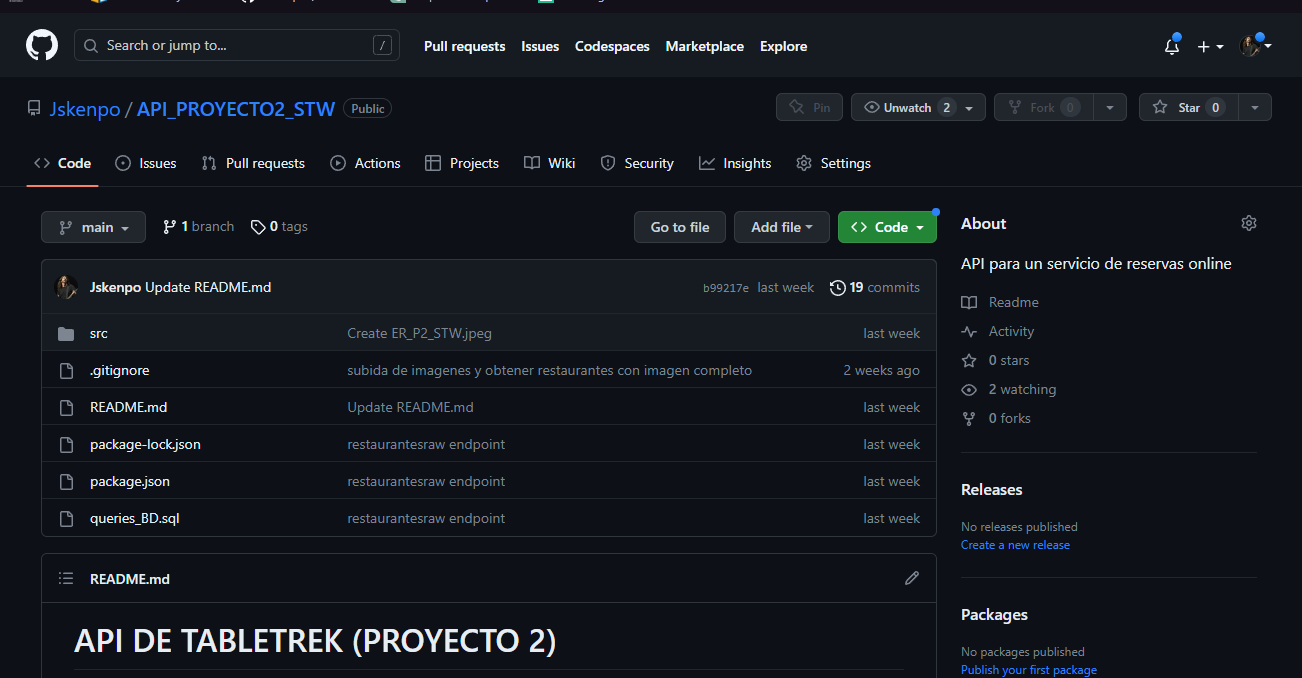 Search or jump to... /
Pull requests Issues Codespaces Marketplace Explore
Jskenpo / API_PROYECTO2_STW Public
Pin Unwatch 2 Fork 0 Star 0
<> Code Issues Pull requests Actions Projects Wiki Security Insights Settings
main 1 branch 0 tags Go to file Add file <> Code
Jskenpo Update README.md b99217e last week 19 commits
src Create ER_P2_STW.jpeg last week
.gitignore subida de imagenes y obtener restaurantes con imagen completo 2 weeks ago
README.md Update README.md last week
package-lock.json restaurantesraw endpoint last week
package.json restaurantesraw endpoint last week
queries_BD.sql restaurantesraw endpoint last week
README.md
API DE TABLETREK (PROYECTO 2)
About
API para un servicio de reservas online
Readme
Activity
0 stars
2 watching
0 forks
Releases
No releases published
Create a new release
Packages
No packages published
Publish your first package